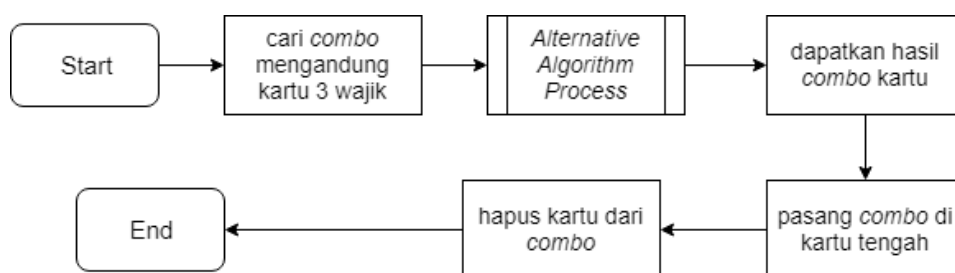 Start
cari combo
mengandung
kartu 3 wajik
Alternative
Algorithm
Process
dapatkan hasil
combo kartu
pasang combo di
kartu tengah
hapus kartu dari
combo
End